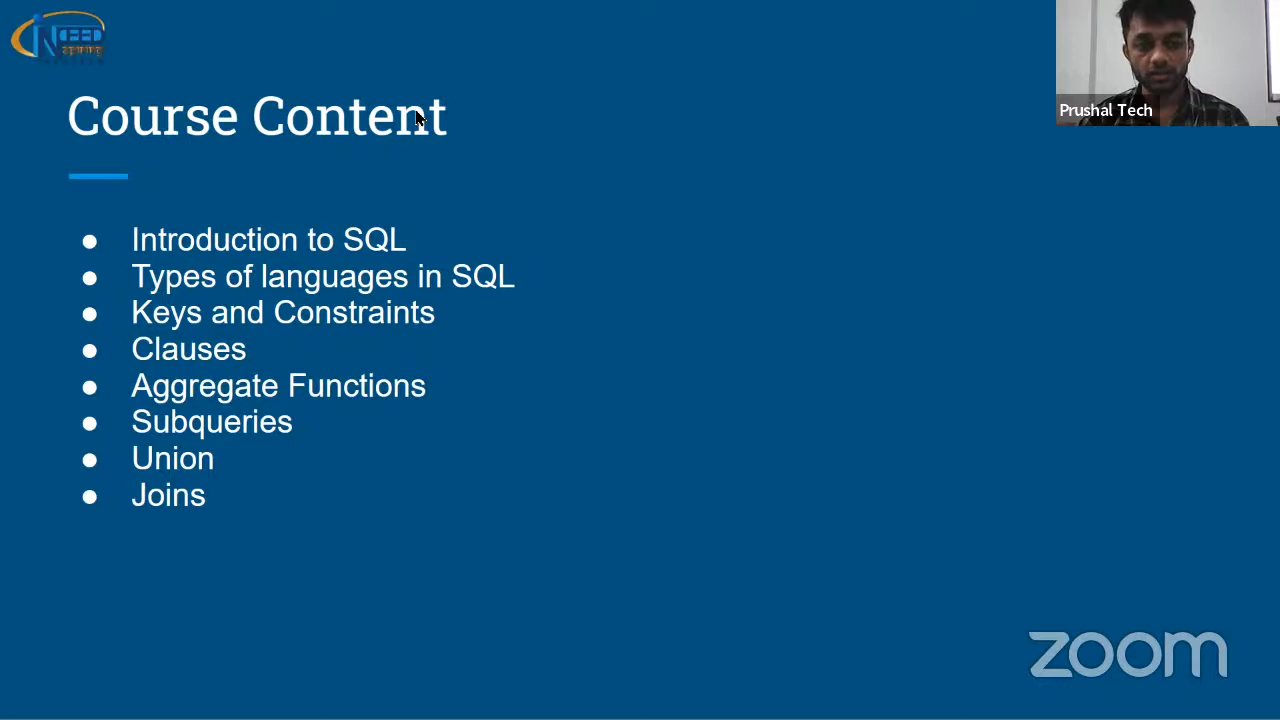 Course Content
Prushal Tech
● Introduction to SQL
● Types of languages in SQL
● Keys and Constraints
● Clauses
● Aggregate Functions
● Subqueries
● Union
● Joins
zoom